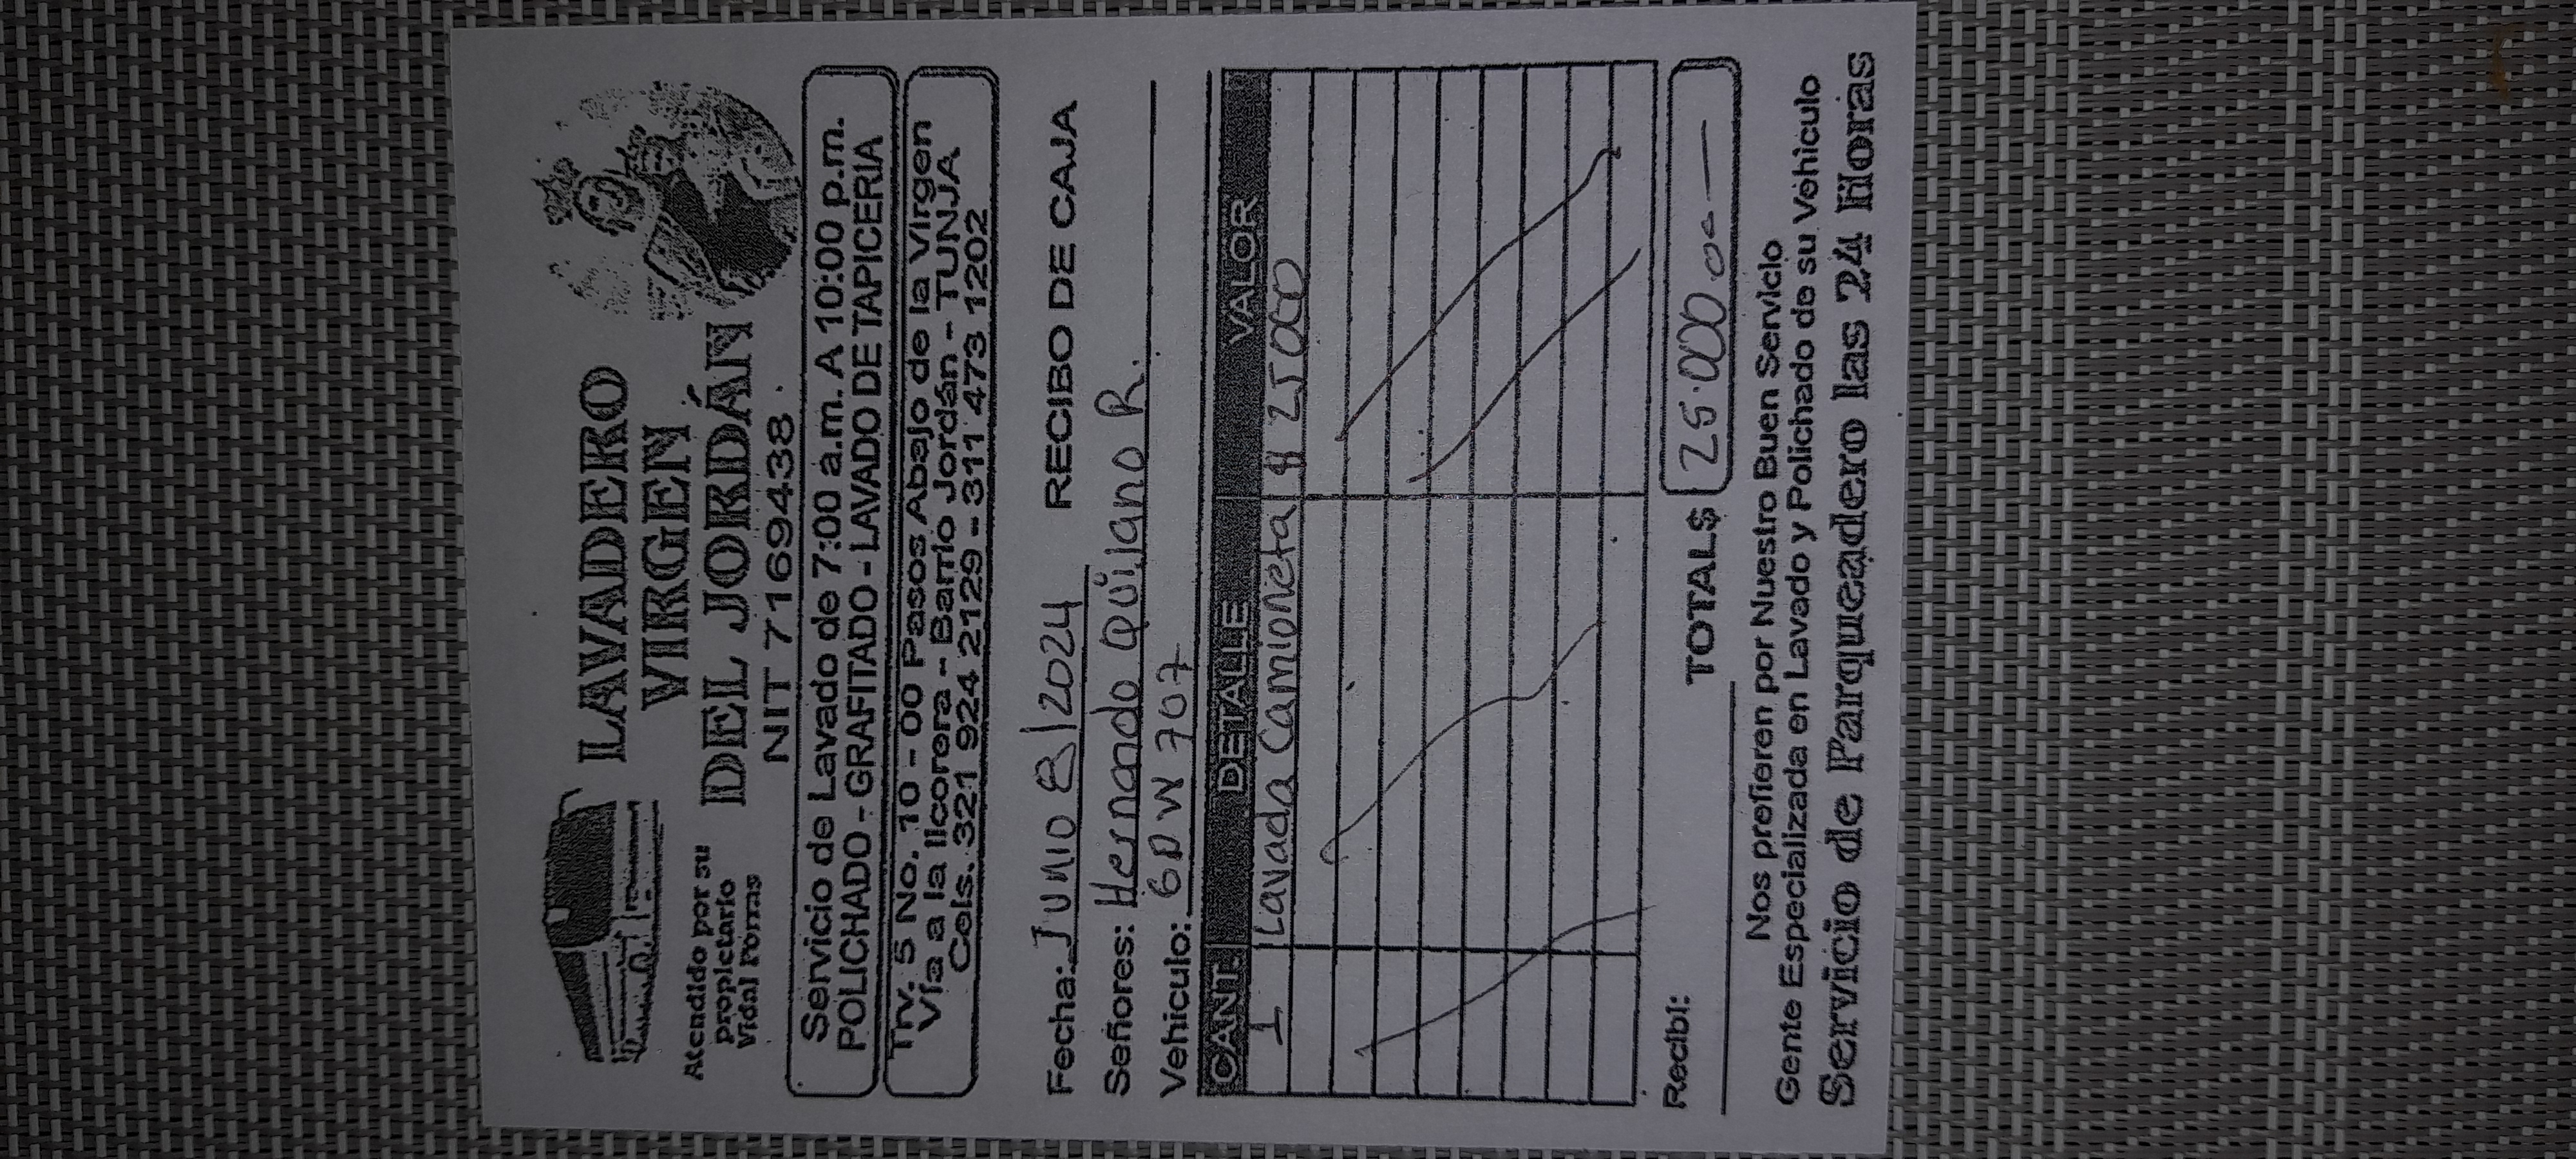 LAVADERO
VIRGEN
DEL JORDÁN
Atendido por su
propietario
Vidal Porras
NIT 7169438
Servicio de Lavado de 7:00 a.m. A 10:00 p.m.
POLICHADO - GRAFITADO - LAVADO DE TAPICERIA
Trv. 5 No. 10 - 00 Pasos Abajo de la Virgen
Vía a la licorera - Barrio Jordán - TUNJA
Cels. 321 924 2129 - 311 473 1202
Fecha: Junio 8/2024 RECIBO DE CAJA
Señores: Hernando Quijano R.
Vehiculo: GDW 707
CANT. DETALLE VALOR
1 Lavada Camioneta $ 25000
TOTAL$ 25.000 00
Recibí:
Nos prefieren por Nuestro Buen Servicio
Gente Especializada en Lavado y Polichado de su Vehiculo
Servicio de Parqueadero las 24 Horas